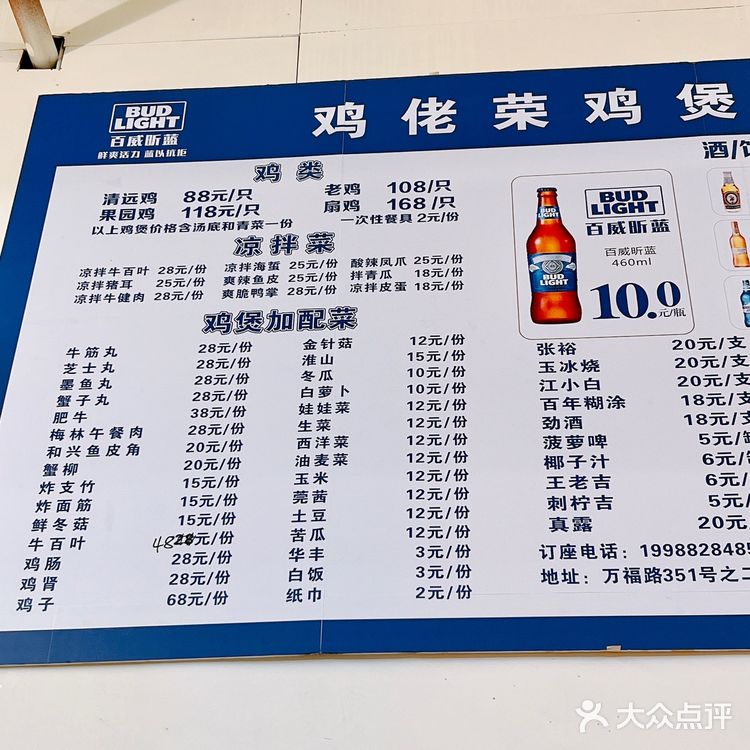 BUD
LIGHT
百威昕蓝
鲜爽活力 蓝以抗拒
鸡佬荣鸡煲
鸡类
清远鸡 88元/只 老鸡 108/只
果园鸡 118元/只 扇鸡 168/只
以上鸡煲价格含汤底和青菜一份 一次性餐具 2元/份
凉拌菜
凉拌牛百叶 28元/份 凉拌海蜇 25元/份 酸辣凤爪 25元/份
凉拌猪耳 25元/份 爽辣鱼皮 25元/份 拌青瓜 18元/份
凉拌牛健肉 28元/份 爽脆鸭掌 28元/份 凉拌皮蛋 18元/份
鸡煲加配菜
牛筋丸 28元/份
芝士丸 28元/份
墨鱼丸 28元/份
蟹子丸 28元/份
肥牛 38元/份
梅林午餐肉 28元/份
和兴鱼皮角 20元/份
蟹柳 20元/份
炸支竹 15元/份
炸面筋 15元/份
鲜冬菇 15元/份
牛百叶 48元/份
鸡肠 28元/份
鸡肾 28元/份
鸡子 68元/份
金针菇 12元/份
淮山 15元/份
冬瓜 10元/份
白萝卜 10元/份
娃娃菜 12元/份
生菜 12元/份
西洋菜 12元/份
油麦菜 12元/份
玉米 12元/份
莞茜 12元/份
土豆 12元/份
苦瓜 12元/份
华丰 3元/份
白饭 3元/份
纸巾 2元/份
酒/
BUD
LIGHT
百威昕蓝
百威昕蓝
460ml
10.0
元/瓶
张裕 20元/支
玉冰烧 20元/支
江小白 20元/支
百年糊涂 18元/支
劲酒 18元/支
菠萝啤 5元/
椰子汁 6元/
王老吉 6元/
刺柠吉 5元/
真露 20元/
订座电话：1998828485
地址：万福路351号之二
大众点评